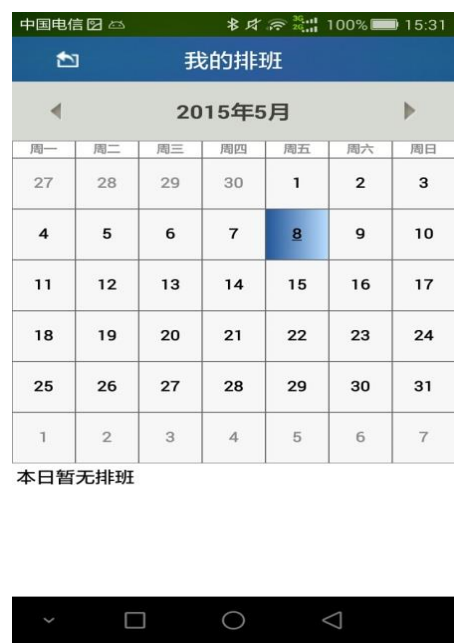 中国电信 3G 2G 100% 15:31
我的排班
2015年5月
周一 周二 周三 周四 周五 周六 周日
27 28 29 30 1 2 3
4 5 6 7 8 9 10
11 12 13 14 15 16 17
18 19 20 21 22 23 24
25 26 27 28 29 30 31
1 2 3 4 5 6 7
本日暂无排班